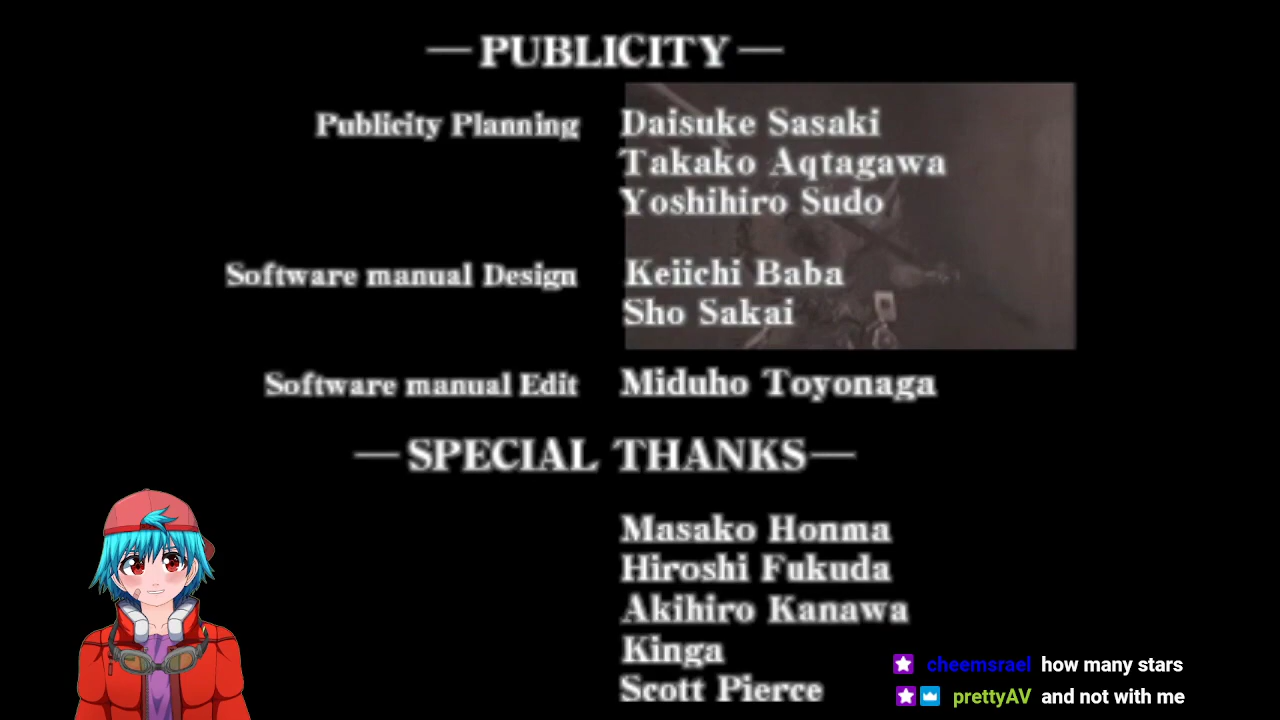 — PUBLICITY —
Publicity Planning Daisuke Sasaki
Takako Aqtagawa
Yoshihiro Sudo
Software manual Design Keiichi Baba
Sho Sakai
Software manual Edit Miduho Toyonaga
— SPECIAL THANKS —
Masako Honma
Hiroshi Fukuda
Akihiro Kanawa
Kinga
Scott Pierce
cheemsrael how many stars
prettyAV and not with me